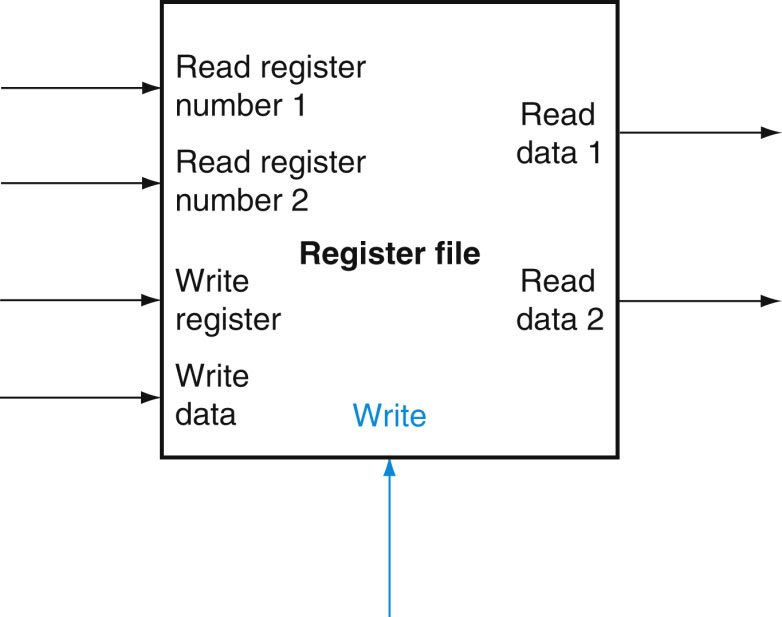 Read register
number 1
Read register
number 2
Read
data 1
Register file
Write
register
Read
data 2
Write
data
Write